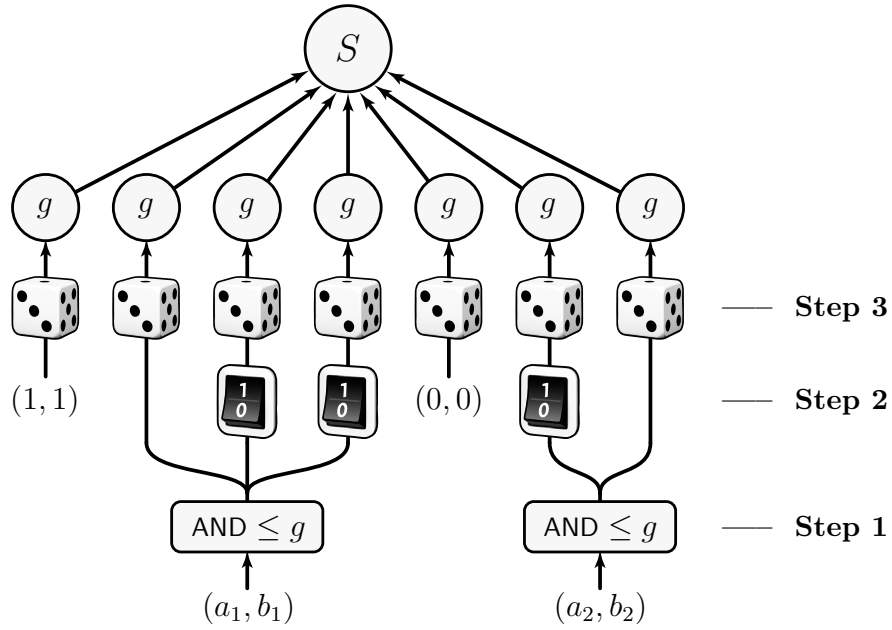 S
g g g g g g g
Step 3
(1, 1) 1 0 1 0 (0, 0) 1 0 Step 2
AND ≤ g AND ≤ g Step 1
(a₁, b₁) (a₂, b₂)